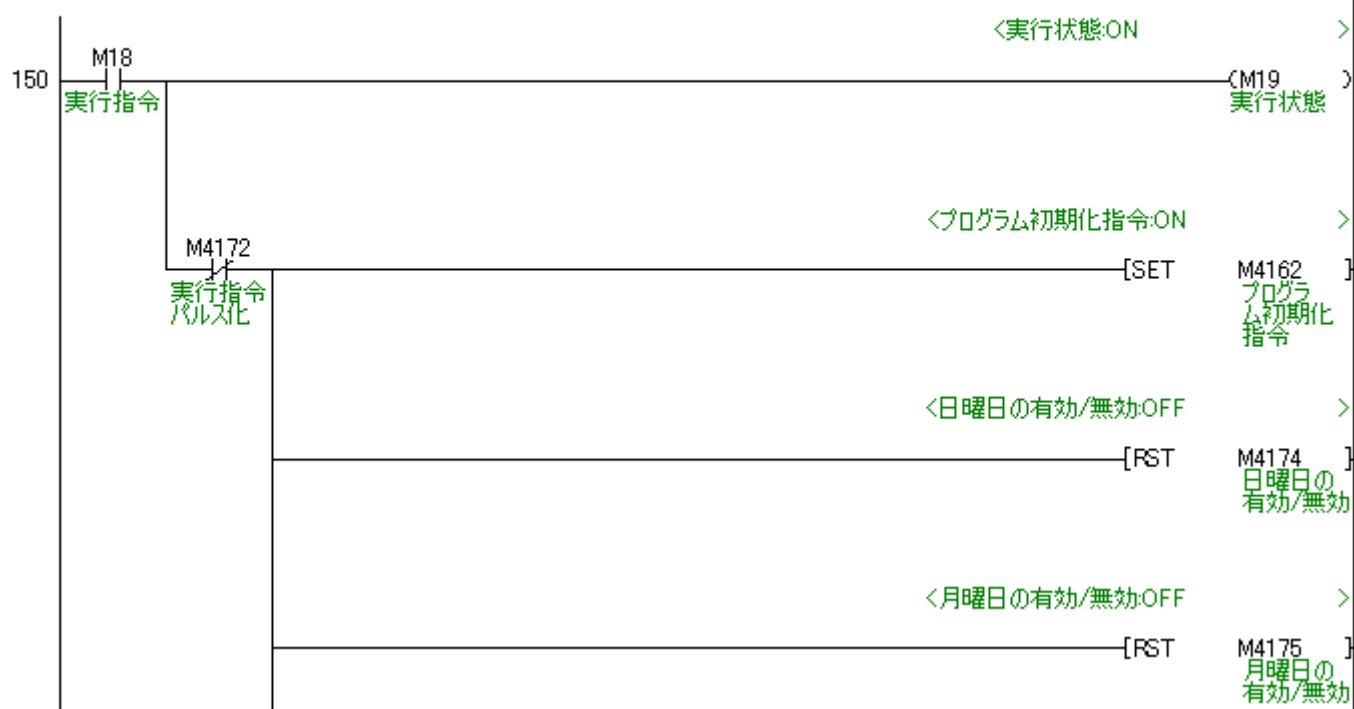 <実行状態:ON >
M18
150
(M19 )
実行指令
実行状態
<プログラム初期化指令:ON >
M4172
[SET M4162 ]
実行指令
パルス化
プログラ
ム初期化
指令
<日曜日の有効/無効:OFF >
[RST M4174 ]
日曜日の
有効/無効
<月曜日の有効/無効:OFF >
[RST M4175 ]
月曜日の
有効/無効